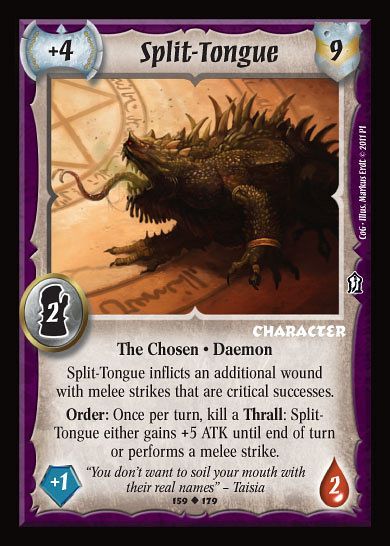 +4
Split-Tongue
9
CoG • Illus. Markus Erdt © 2011 P1
2
CHARACTER
The Chosen • Daemon
Split-Tongue inflicts an additional wound
with melee strikes that are critical successes.
Order: Once per turn, kill a Thrall: Split-
Tongue either gains +5 ATK until end of turn
or performs a melee strike.
+1
“You don't want to soil your mouth with
their real names” – Taisia
2
159 ◆ 179